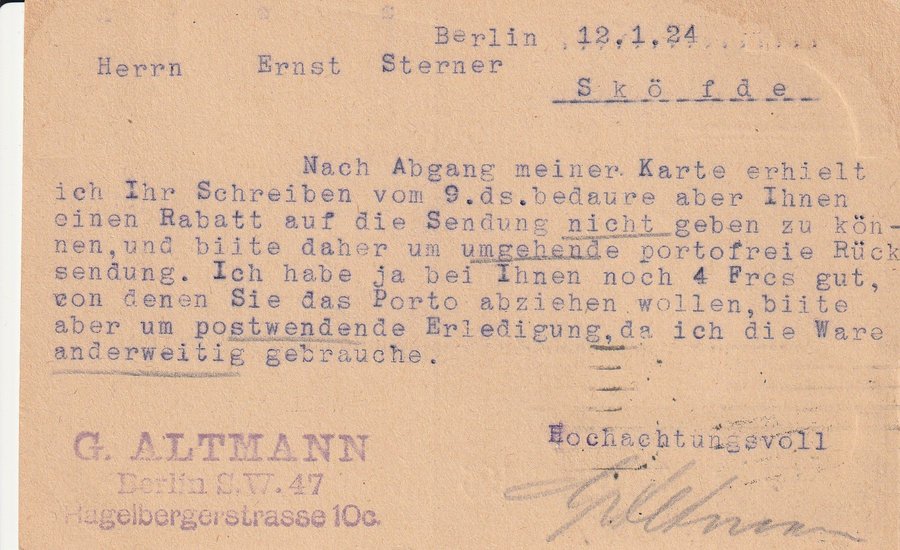 Berlin 12.1.24
Herrn Ernst Sterner
Sköfde
Nach Abgang meiner Karte erhielt
ich Ihr Schreiben vom 9.ds.bedaure aber Ihnen
einen Rabatt auf die Sendung nicht geben zu kön-
nen,und biite daher um umgehende portofreie Rück
sendung. Ich habe ja bei Ihnen noch 4 Frcs gut,
von denen Sie das Porto abziehen wollen,biite
aber um postwendende Erledigung,da ich die Ware
anderweitig gebrauche.
Hochachtungsvoll
G. ALTMANN
Berlin S.W. 47
Hagelbergerstrasse 10c.
GAltmann